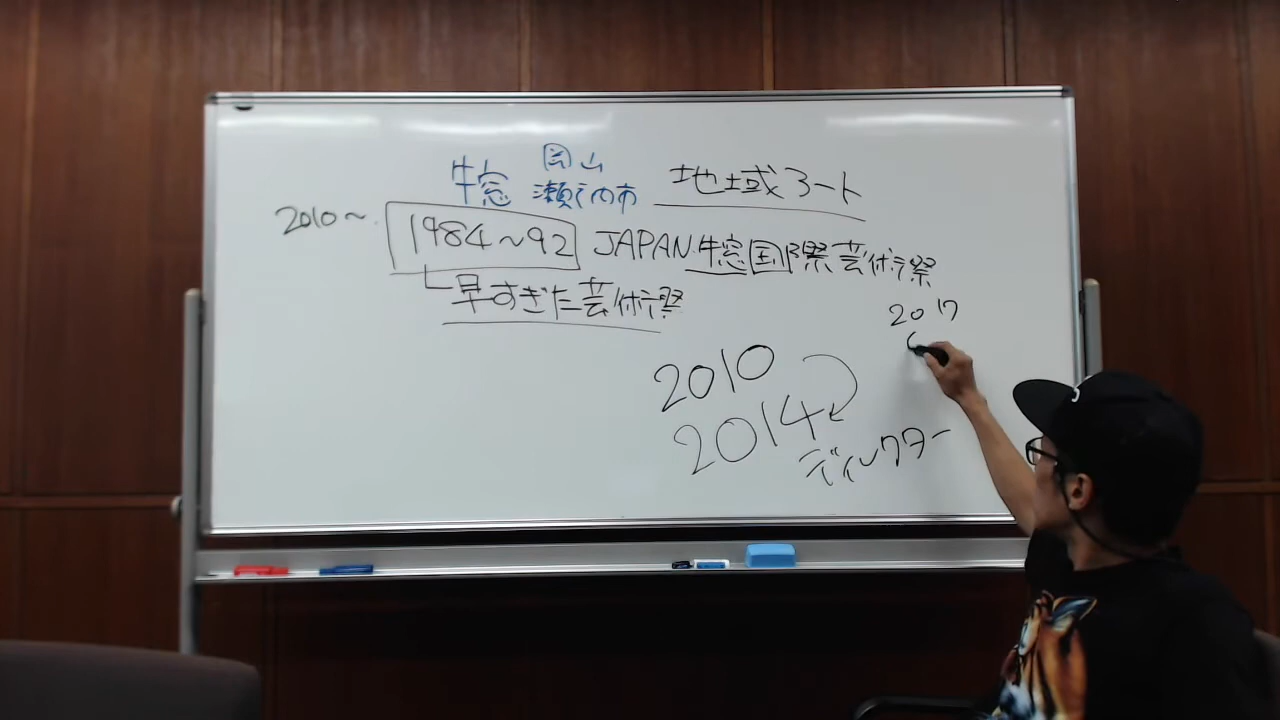 牛窓 岡山 瀬戸内市
地域アート
2010〜
1984〜92 JAPAN牛窓国際芸術祭
早すぎた芸術祭
2017
2010
2014
ディレクター